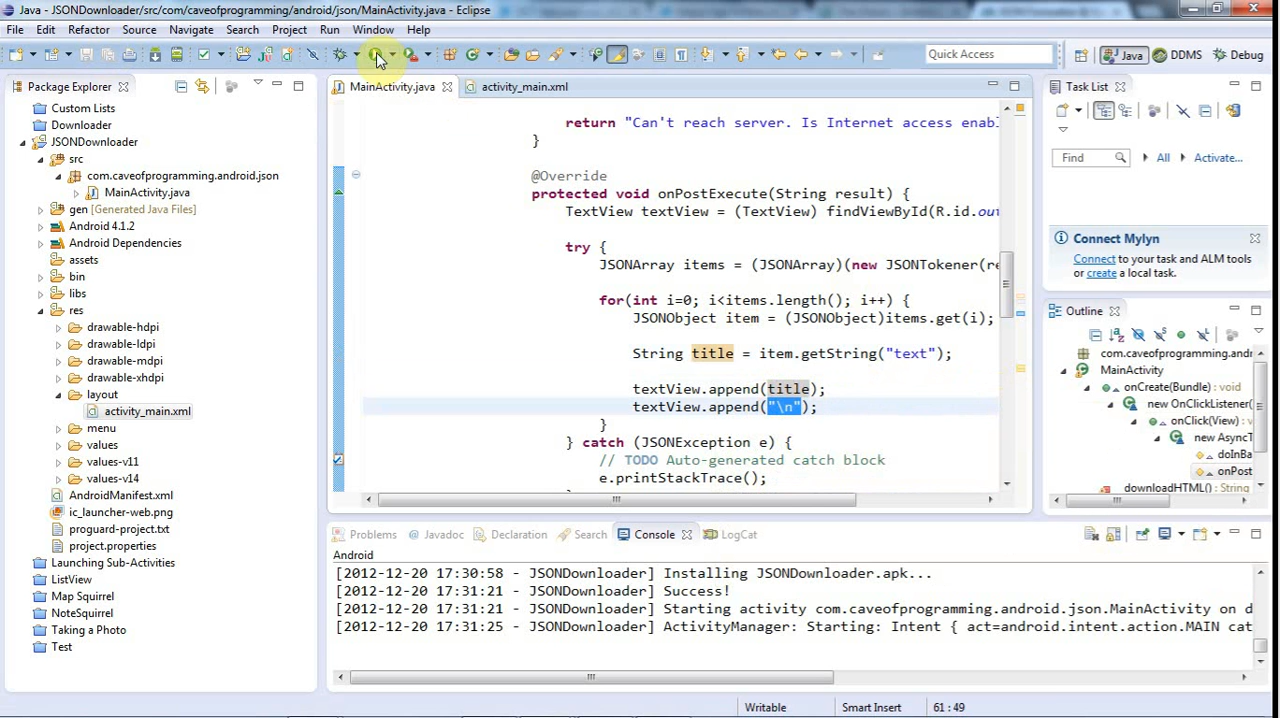 Java - JSONDownloader/src/com/caveofprogramming/android/json/MainActivity.java - Eclipse
File Edit Refactor Source Navigate Search Project Run Window Help
Quick Access
Java
DDMS
Debug
Package Explorer
Custom Lists
Downloader
JSONDownloader
src
com.caveofprogramming.android.json
MainActivity.java
gen [Generated Java Files]
Android 4.1.2
Android Dependencies
assets
bin
libs
res
drawable-hdpi
drawable-ldpi
drawable-mdpi
drawable-xhdpi
layout
activity_main.xml
menu
values
values-v11
values-v14
AndroidManifest.xml
ic_launcher-web.png
proguard-project.txt
project.properties
Launching Sub-Activities
ListView
Map Squirrel
NoteSquirrel
Taking a Photo
Test
MainActivity.java
activity_main.xml
return "Can't reach server. Is Internet access enabl
}
@Override
protected void onPostExecute(String result) {
TextView textView = (TextView) findViewById(R.id.out
try {
JSONArray items = (JSONArray)(new JSONTokener(re
for(int i=0; i<items.length(); i++) {
JSONObject item = (JSONObject)items.get(i);
String title = item.getString("text");
textView.append(title);
textView.append("\n");
}
} catch (JSONException e) {
// TODO Auto-generated catch block
e.printStackTrace();
Task List
Find
All
Activate...
Connect Mylyn
Connect to your task and ALM tools
or create a local task.
Outline
com.caveofprogramming.andr
MainActivity
onCreate(Bundle) : void
new OnClickListener(
onClick(View) : void
new AsyncT
doInBa
onPost
downloadHTML() : String
Problems
Javadoc
Declaration
Search
Console
LogCat
Android
[2012-12-20 17:30:58 - JSONDownloader] Installing JSONDownloader.apk...
[2012-12-20 17:31:21 - JSONDownloader] Success!
[2012-12-20 17:31:21 - JSONDownloader] Starting activity com.caveofprogramming.android.json.MainActivity on d
[2012-12-20 17:31:25 - JSONDownloader] ActivityManager: Starting: Intent { act=android.intent.action.MAIN cat
Writable
Smart Insert
61 : 49